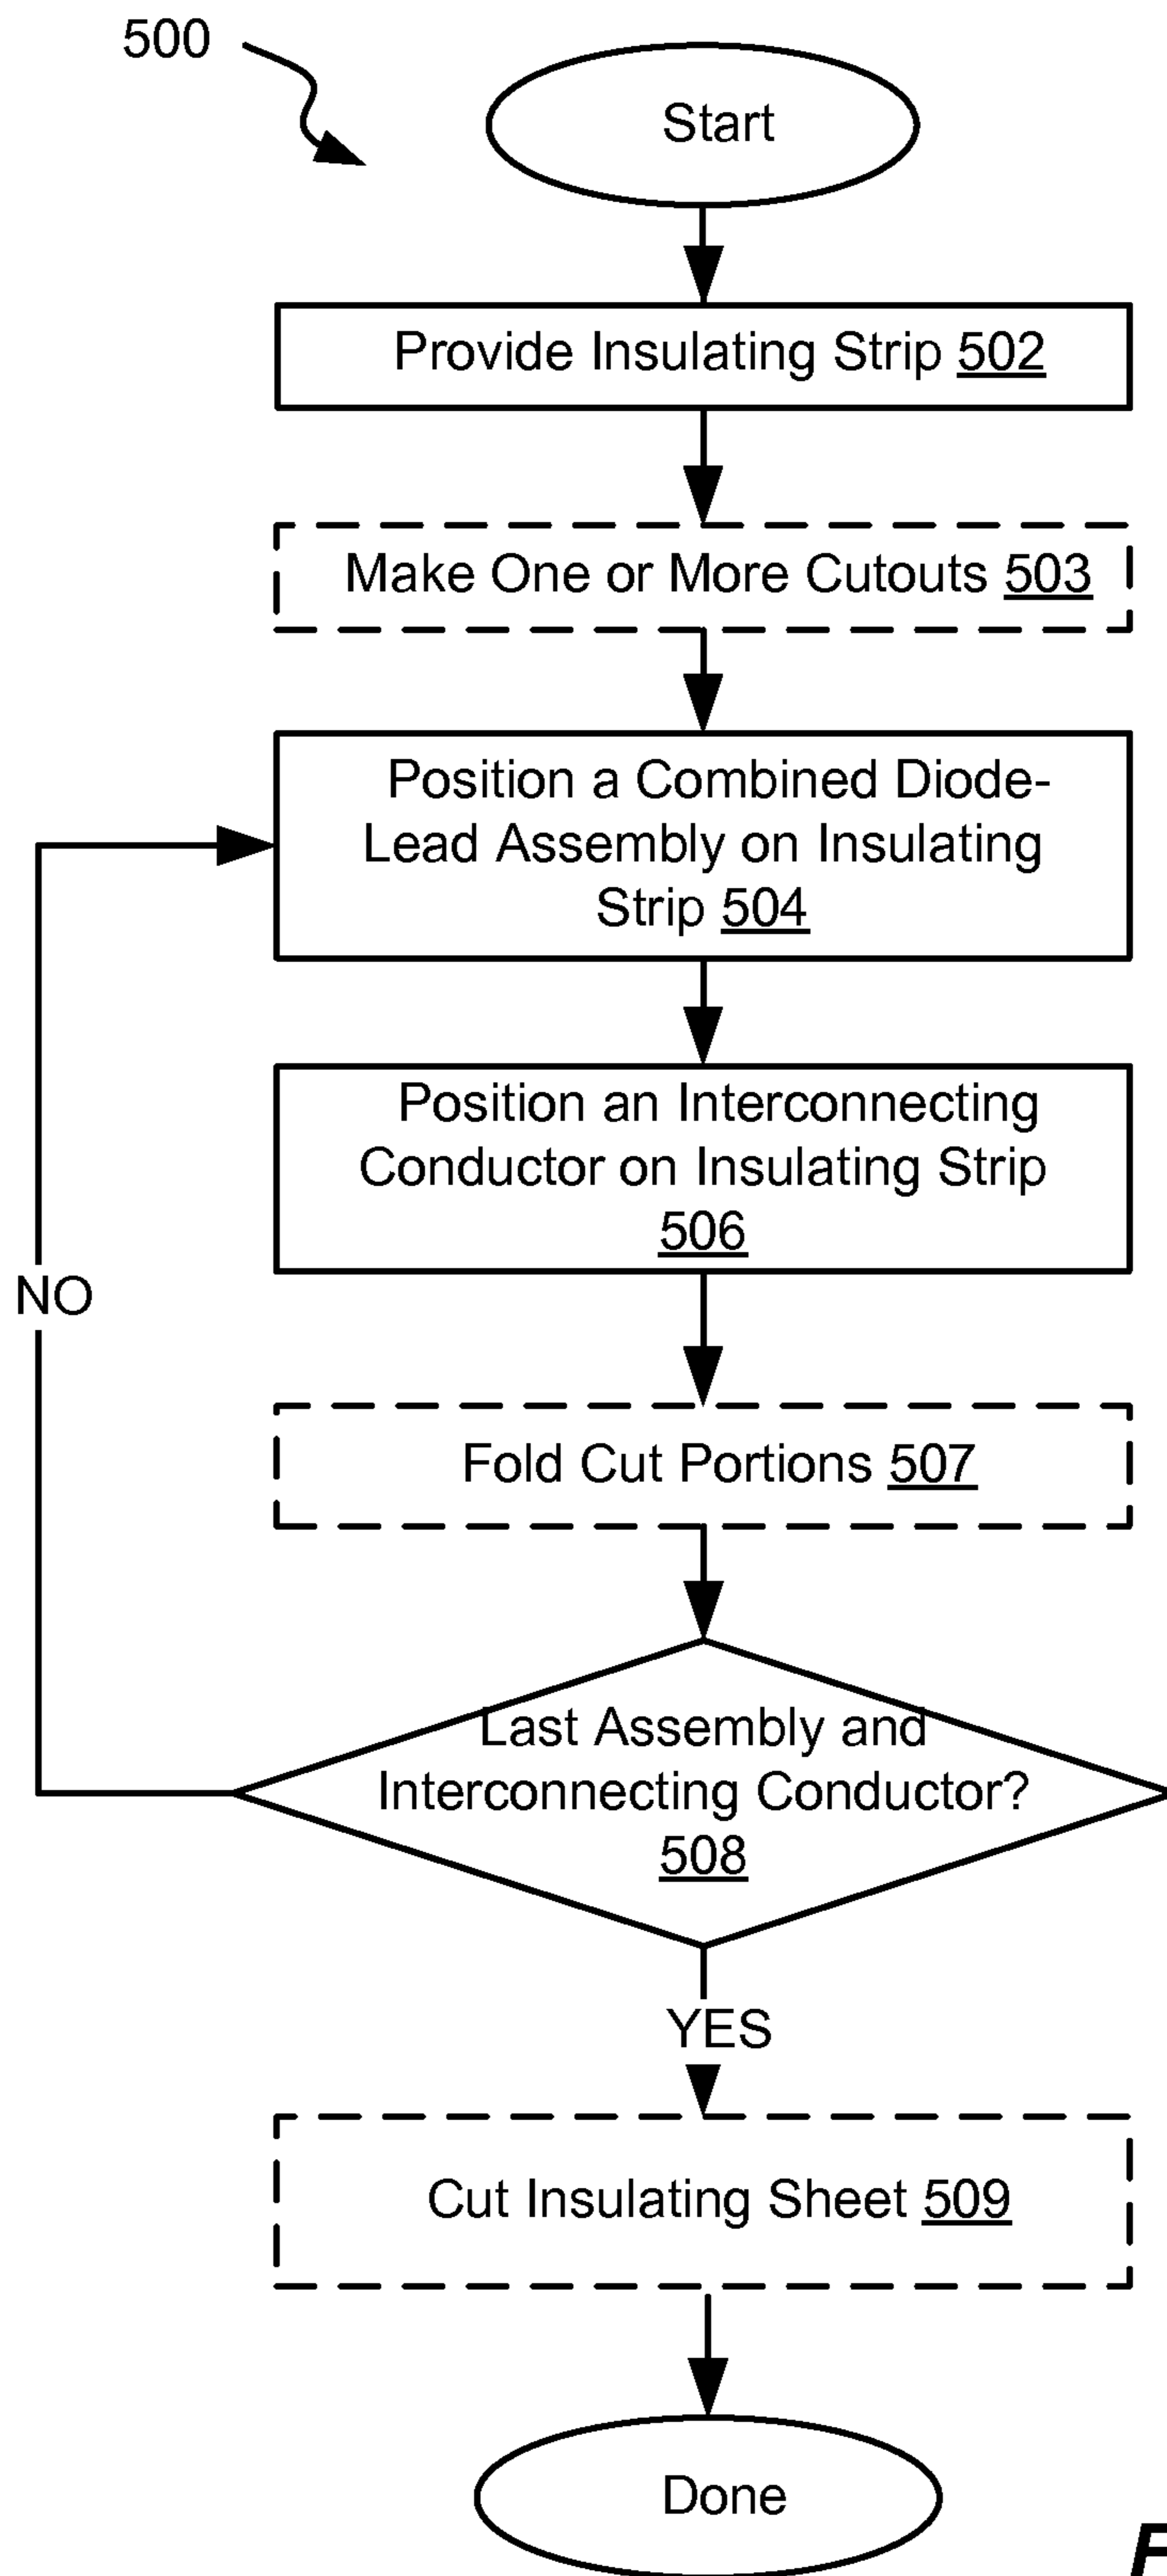 500
Start
Provide Insulating Strip 502
Make One or More Cutouts 503
Position a Combined Diode-
Lead Assembly on Insulating
Strip 504
Position an Interconnecting
Conductor on Insulating Strip
506
NO
Fold Cut Portions 507
Last Assembly and
Interconnecting Conductor?
508
YES
Cut Insulating Sheet 509
Done